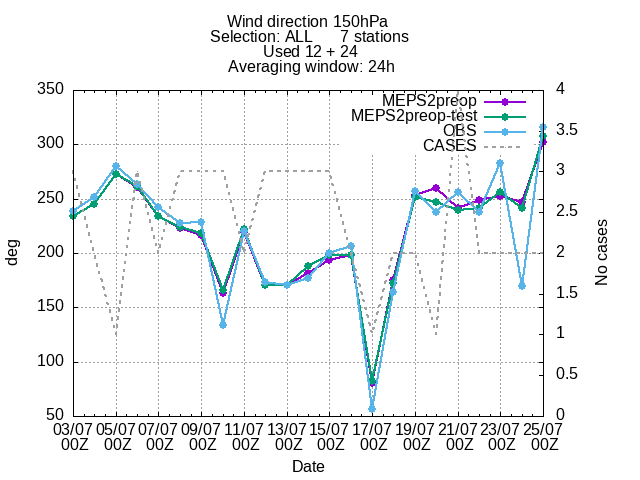 Wind direction 150hPa
Selection: ALL 7 stations
Used 12 + 24
Averaging window: 24h
350
300
250
200
150
100
50
deg
4
3.5
3
2.5
2
1.5
1
0.5
0
No cases
MEPS2preop
MEPS2preop-test
OBS
CASES
03/07 05/07 07/07 09/07 11/07 13/07 15/07 17/07 19/07 21/07 23/07 25/07
00Z 00Z 00Z 00Z 00Z 00Z 00Z 00Z 00Z 00Z 00Z 00Z
Date